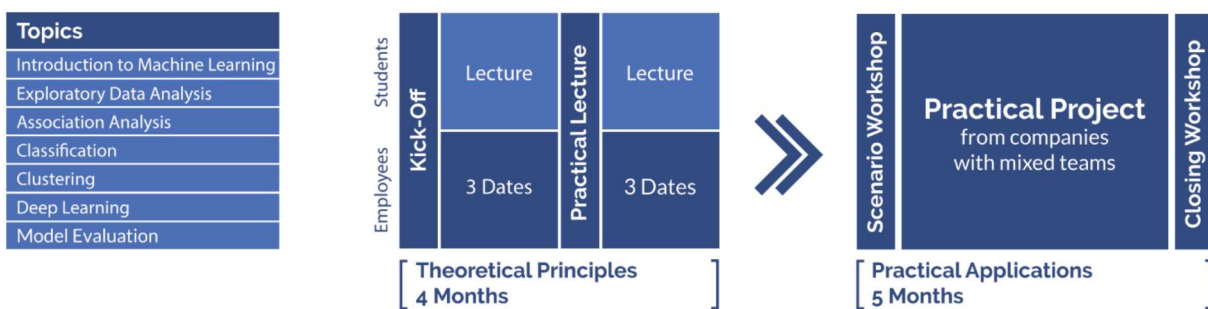 Topics
Introduction to Machine Learning
Exploratory Data Analysis
Association Analysis
Classification
Clustering
Deep Learning
Model Evaluation
Students
Employees
Kick-Off
Lecture
3 Dates
Practical Lecture
Lecture
3 Dates
Theoretical Principles
4 Months
Scenario Workshop
Practical Project
from companies
with mixed teams
Closing Workshop
Practical Applications
5 Months